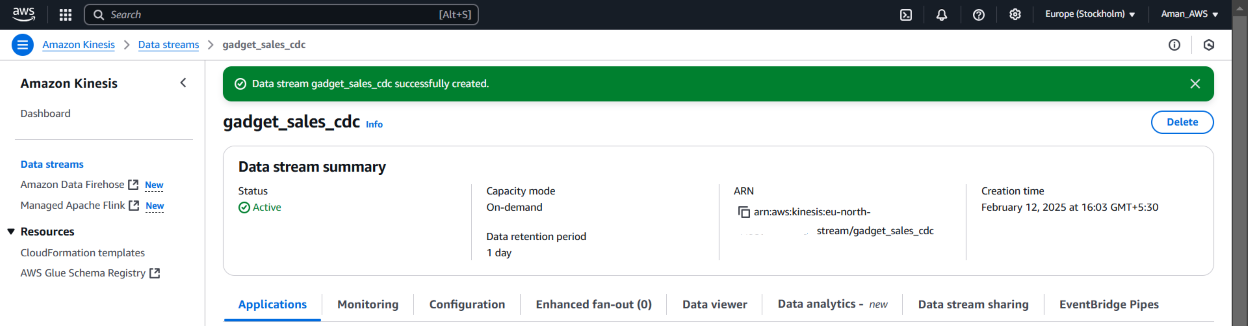 aws Search [Alt+S] Europe (Stockholm) Aman_AWS
Amazon Kinesis > Data streams > gadget_sales_cdc
Amazon Kinesis
Dashboard
Data streams
Amazon Data Firehose New
Managed Apache Flink New
Resources
CloudFormation templates
AWS Glue Schema Registry
Data stream gadget_sales_cdc successfully created.
gadget_sales_cdc Info
Delete
Data stream summary
Status
Active
Capacity mode
On-demand
Data retention period
1 day
ARN
arn:aws:kinesis:eu-north-
stream/gadget_sales_cdc
Creation time
February 12, 2025 at 16:03 GMT+5:30
Applications Monitoring Configuration Enhanced fan-out (0) Data viewer Data analytics - new Data stream sharing EventBridge Pipes